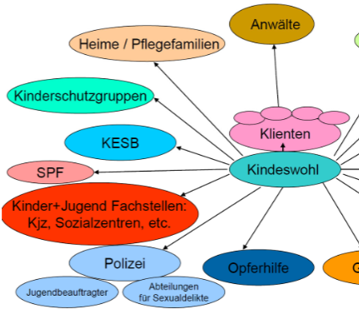 Anwälte
Heime / Pflegefamilien
Kinderschutzgruppen
Klienten
KESB
Kindeswohl
SPF
Kinder+Jugend Fachstellen:
Kjz, Sozialzentren, etc.
Polizei
Opferhilfe
G
Jugendbeauftragter
Abteilungen
für Sexualdelikte